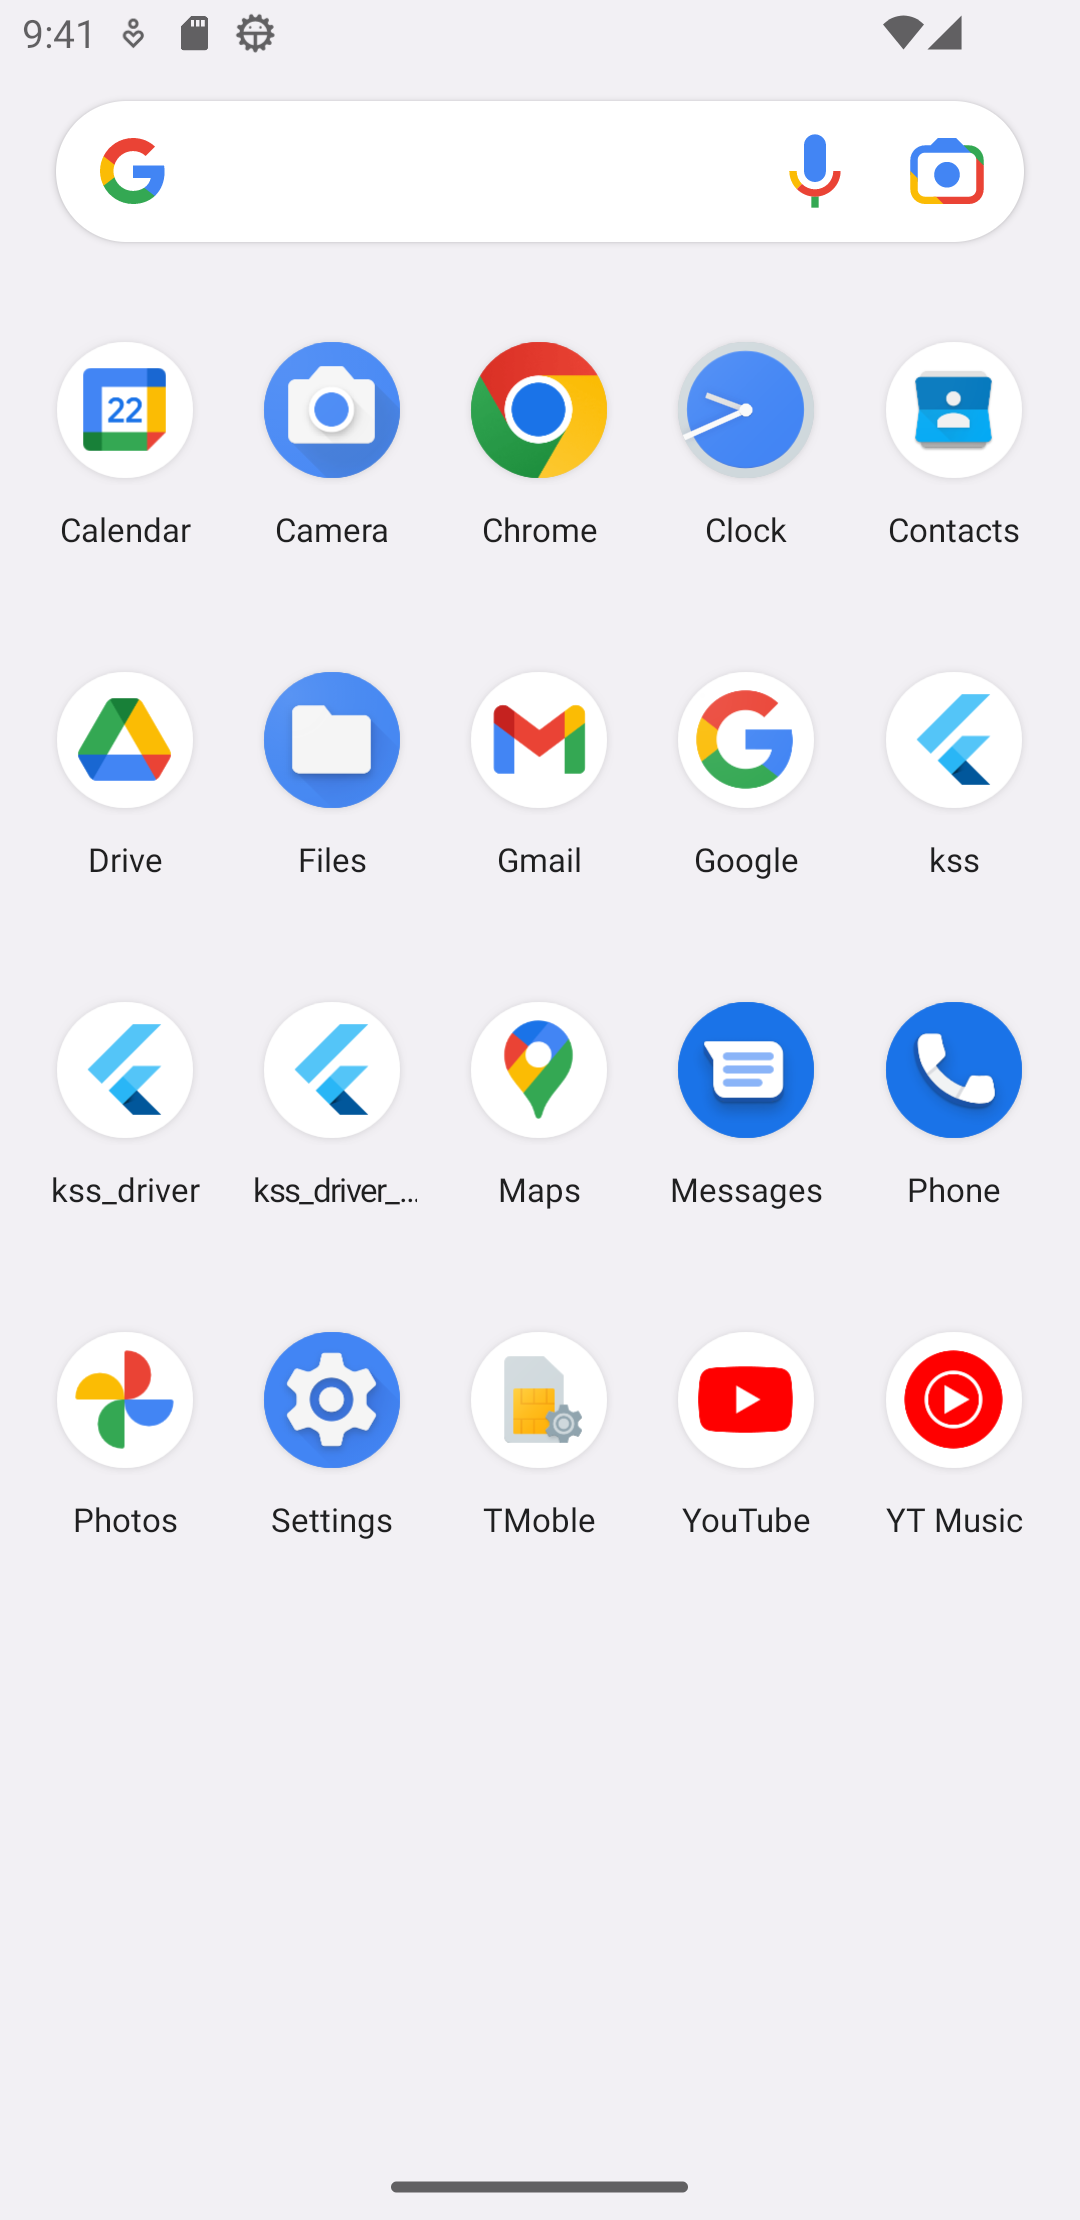 9:41
22
Calendar Camera Chrome Clock Contacts
Drive Files Gmail Google kss
kss_driver kss_driver_... Maps Messages Phone
Photos Settings TMoble YouTube YT Music